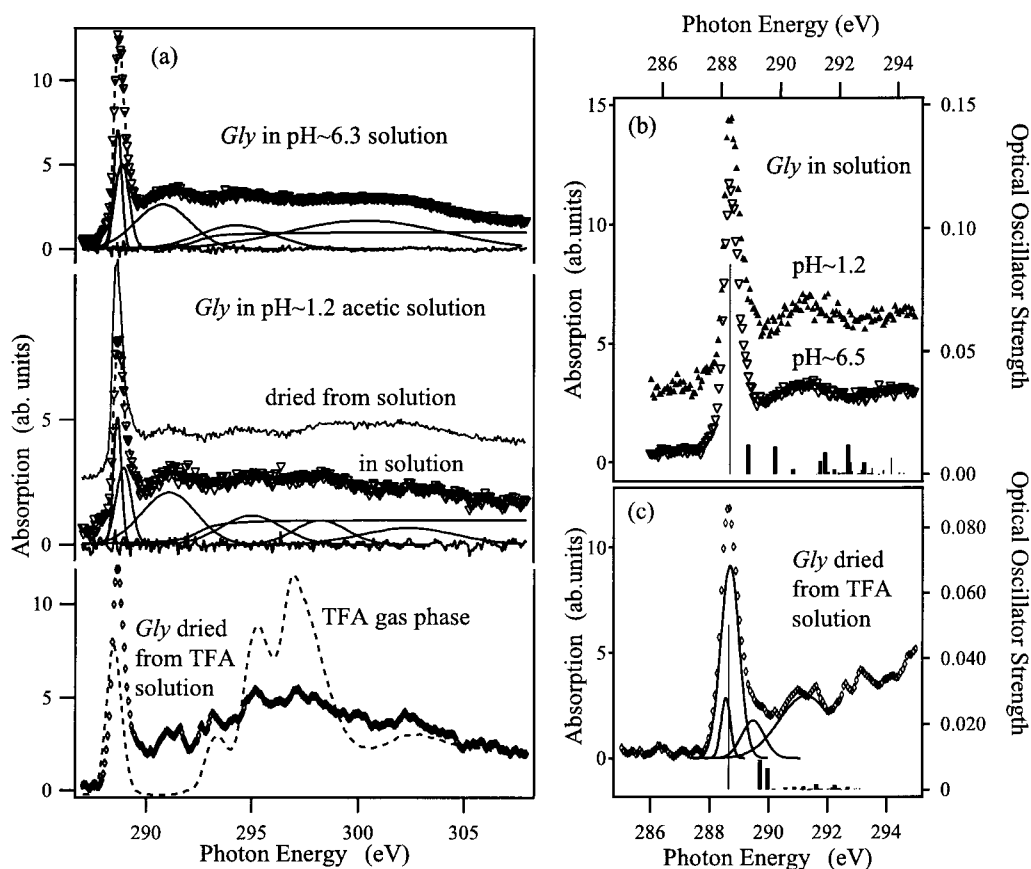 (a)
Gly in pH~6.3 solution
10
5
0
Gly in pH~1.2 acetic solution
dried from solution
in solution
5
0
Absorption (ab. units)
Gly dried
from TFA
solution
TFA gas phase
10
5
0
290 295 300 305
Photon Energy (eV)
Photon Energy (eV)
286 288 290 292 294
(b)
Gly in solution
pH~1.2
pH~6.5
15
10
5
0
Absorption (ab.units)
0.15
0.10
0.05
0.00
Optical Oscillator Strength
(c)
Gly dried
from TFA
solution
10
5
0
Absorption (ab.units)
0.08
0.06
0.04
0.02
0
Optical Oscillator Strength
286 288 290 292 294
Photon Energy (eV)